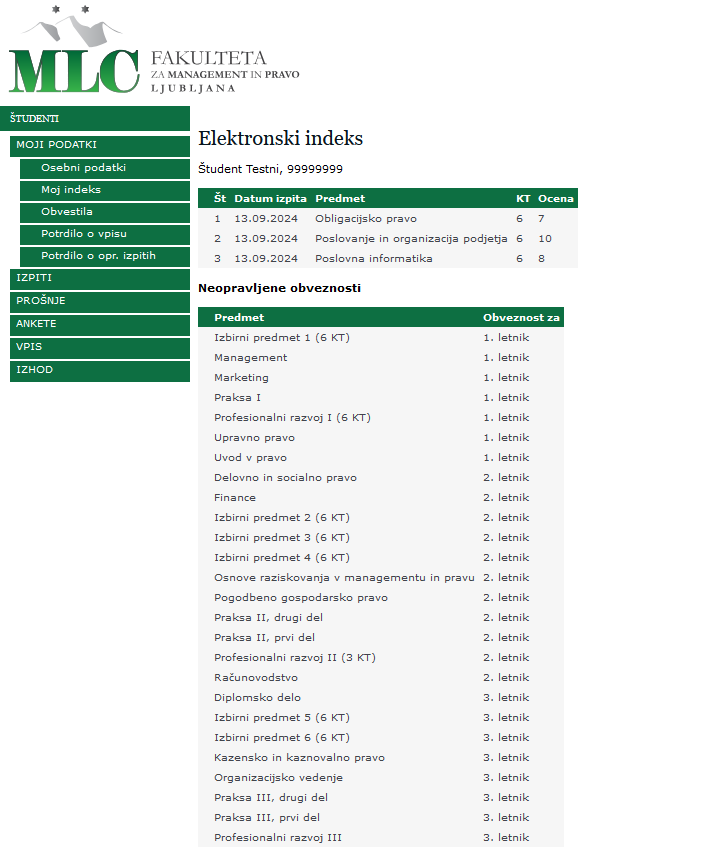 MLC
FAKULTETA
ZA MANAGEMENT IN PRAVO
LJUBLJANA
ŠTUDENTI
MOJI PODATKI
Osebni podatki
Moj indeks
Obvestila
Potrdilo o vpisu
Potrdilo o opr. izpitih
IZPITI
PROŠNJE
ANKETE
VPIS
IZHOD
Elektronski indeks
Študent Testni, 99999999
Št Datum izpita Predmet KT Ocena
1 13.09.2024 Obligacijsko pravo 6 7
2 13.09.2024 Poslovanje in organizacija podjetja 6 10
3 13.09.2024 Poslovna informatika 6 8
Neopravljene obveznosti
Predmet Obveznost za
Izbirni predmet 1 (6 KT) 1. letnik
Management 1. letnik
Marketing 1. letnik
Praksa I 1. letnik
Profesionalni razvoj I (6 KT) 1. letnik
Upravno pravo 1. letnik
Uvod v pravo 1. letnik
Delovno in socialno pravo 2. letnik
Finance 2. letnik
Izbirni predmet 2 (6 KT) 2. letnik
Izbirni predmet 3 (6 KT) 2. letnik
Izbirni predmet 4 (6 KT) 2. letnik
Osnove raziskovanja v managementu in pravu 2. letnik
Pogodbeno gospodarsko pravo 2. letnik
Praksa II, drugi del 2. letnik
Praksa II, prvi del 2. letnik
Profesionalni razvoj II (3 KT) 2. letnik
Računovodstvo 2. letnik
Diplomsko delo 3. letnik
Izbirni predmet 5 (6 KT) 3. letnik
Izbirni predmet 6 (6 KT) 3. letnik
Kazensko in kaznovalno pravo 3. letnik
Organizacijsko vedenje 3. letnik
Praksa III, drugi del 3. letnik
Praksa III, prvi del 3. letnik
Profesionalni razvoj III 3. letnik